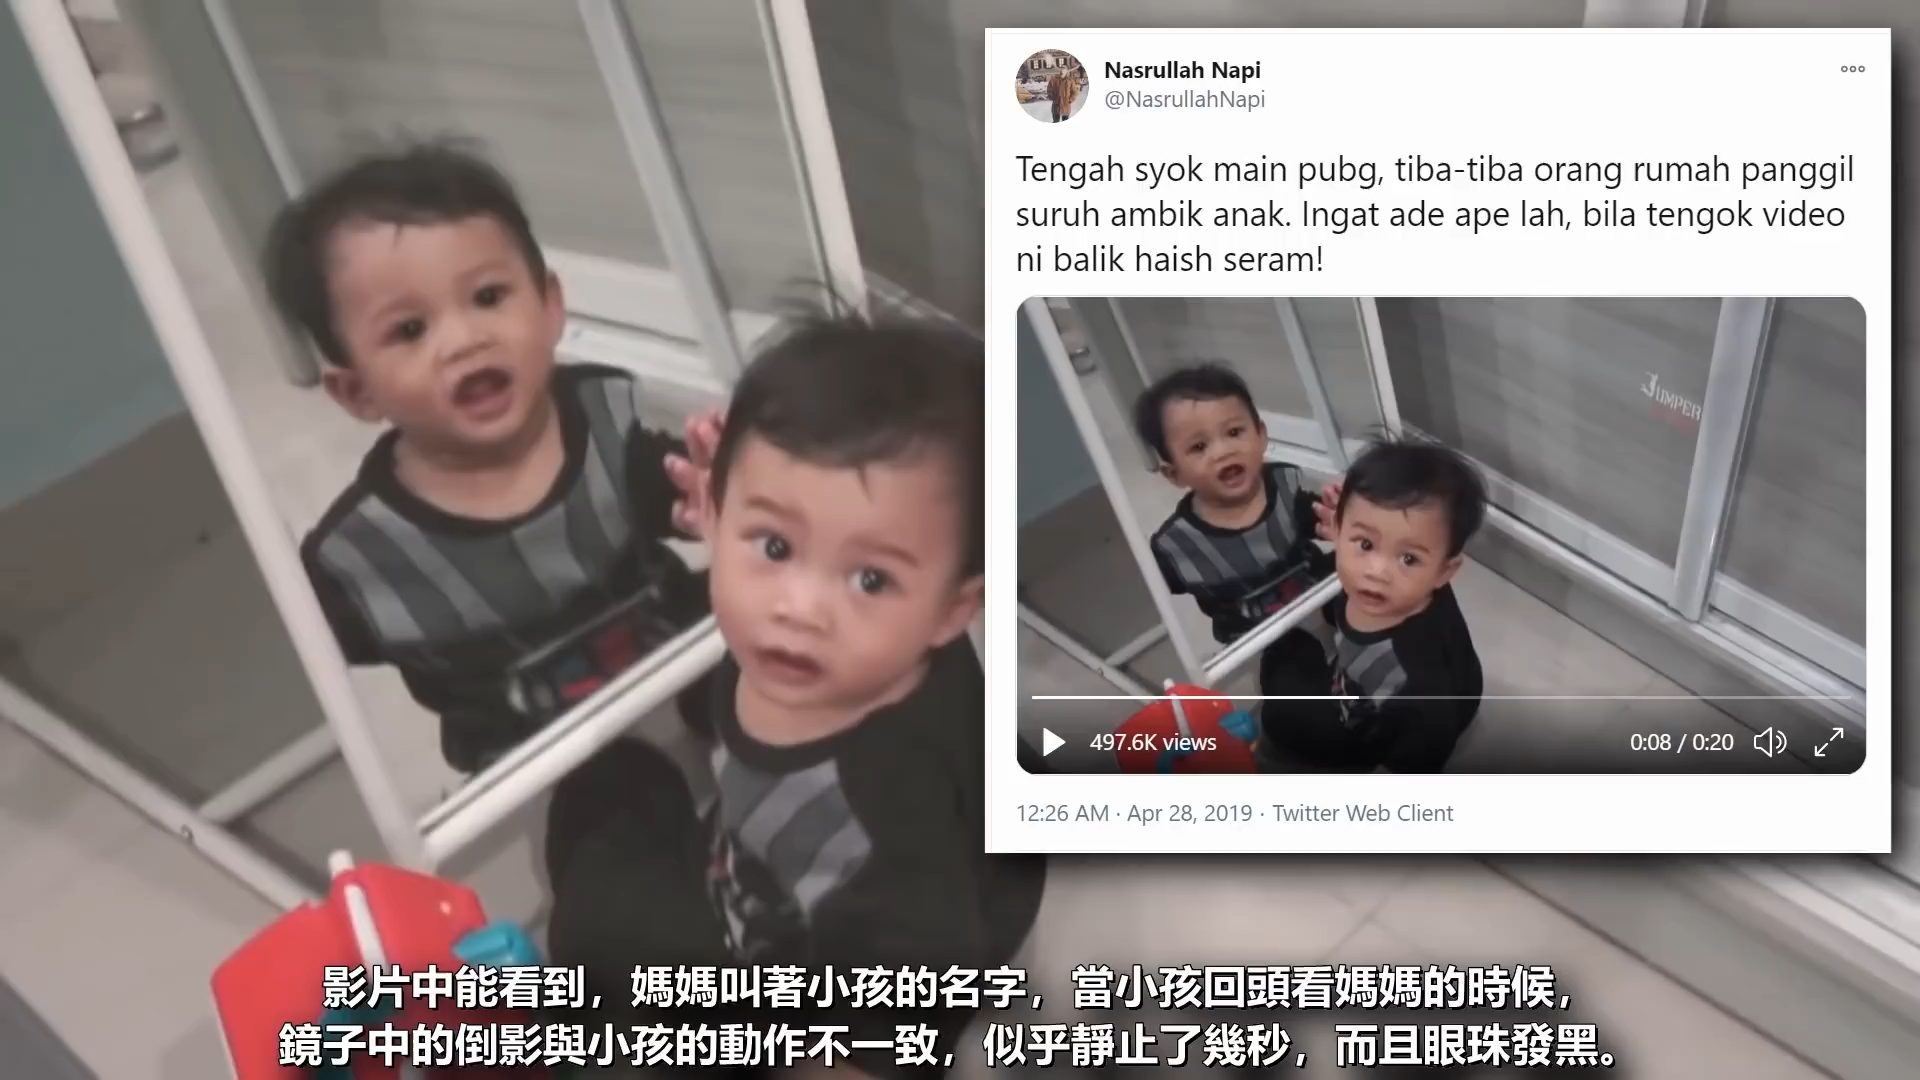 Nasrullah Napi
@NasrullahNapi
Tengah syok main pubg, tiba-tiba orang rumah panggil
suruh ambik anak. Ingat ade ape lah, bila tengok video
ni balik haish seram!
JUMPER
497.6K views
0:08 / 0:20
12:26 AM · Apr 28, 2019 · Twitter Web Client
影片中能看到，媽媽叫著小孩的名字，當小孩回頭看媽媽的時候，
鏡子中的倒影與小孩的動作不一致，似乎靜止了幾秒，而且眼珠發黑。